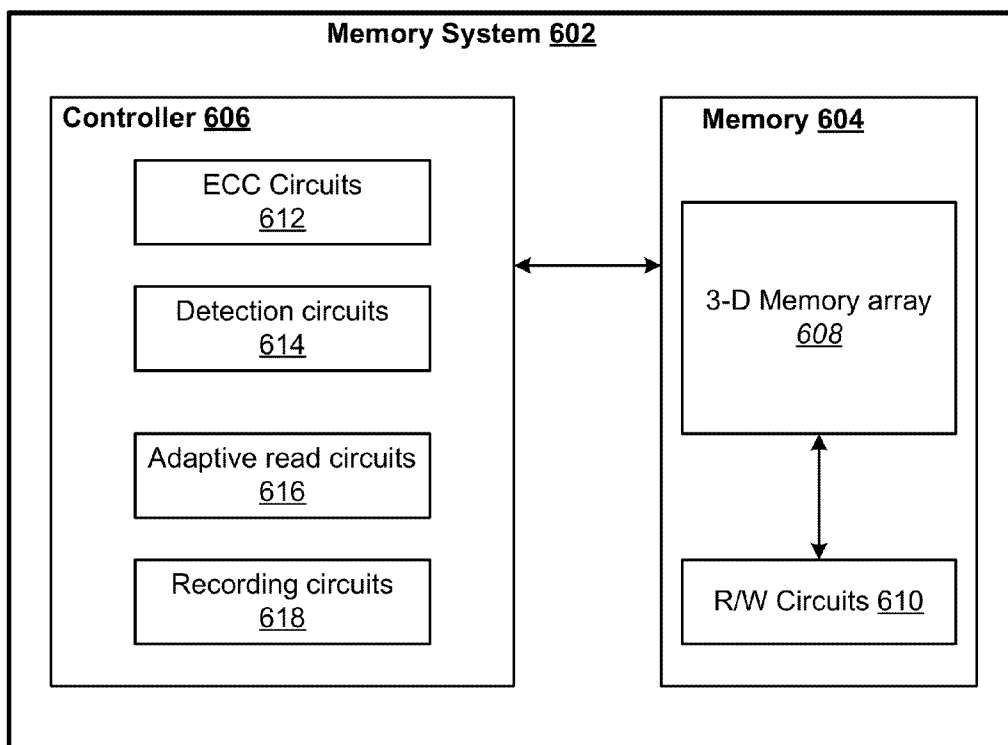 Memory System 602
Controller 606
ECC Circuits
612
Detection circuits
614
Adaptive read circuits
616
Recording circuits
618
Memory 604
3-D Memory array
608
R/W Circuits 610